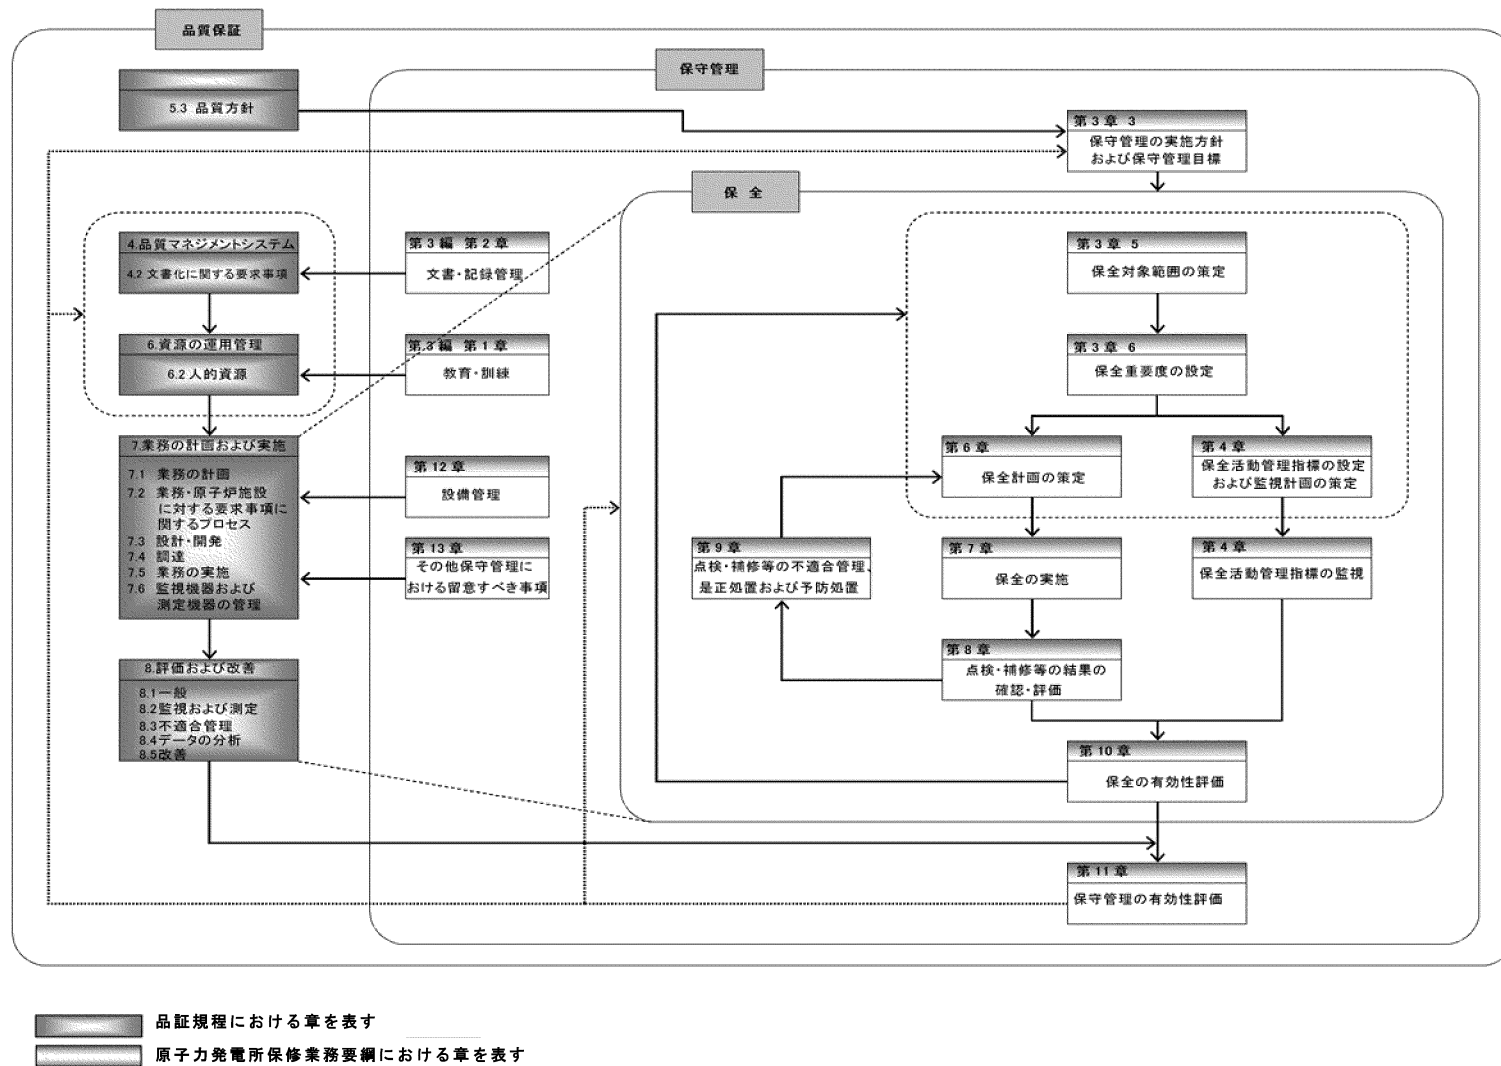 品質保証
保守管理
5.3 品質方針
第3章 3
保守管理の実施方針
および保守管理目標
保 全
4.品質マネジメントシステム
4.2 文書化に関する要求事項
第3編 第2章
文書・記録管理
第3章 5
保全対象範囲の策定
6.資源の運用管理
6.2 人的資源
第3編 第1章
教育・訓練
第3章 6
保全重要度の設定
7.業務の計画および実施
7.1 業務の計画
7.2 業務・原子炉施設
に対する要求事項に
関するプロセス
7.3 設計・開発
7.4 調達
7.5 業務の実施
7.6 監視機器および
測定機器の管理
第12章
設備管理
第13章
その他保守管理に
おける留意すべき事項
第6章
保全計画の策定
第4章
保全活動管理指標の設定
および監視計画の策定
第9章
点検・補修等の不適合管理、
是正処置および予防処置
第7章
保全の実施
第4章
保全活動管理指標の監視
8.評価および改善
8.1一般
8.2監視および測定
8.3不適合管理
8.4データの分析
8.5改善
第8章
点検・補修等の結果の
確認・評価
第10章
保全の有効性評価
第11章
保守管理の有効性評価
品証規程における章を表す
原子力発電所保修業務要綱における章を表す